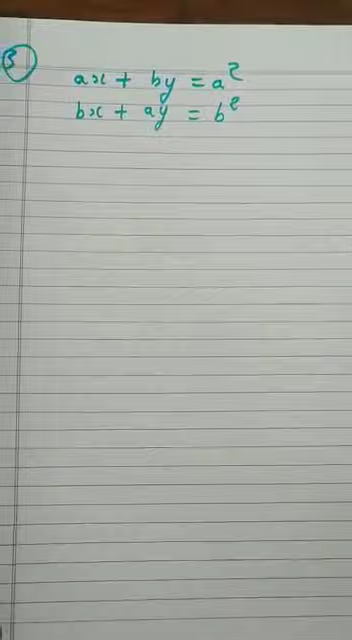 3
ax + by = a²
bx + ay = b²